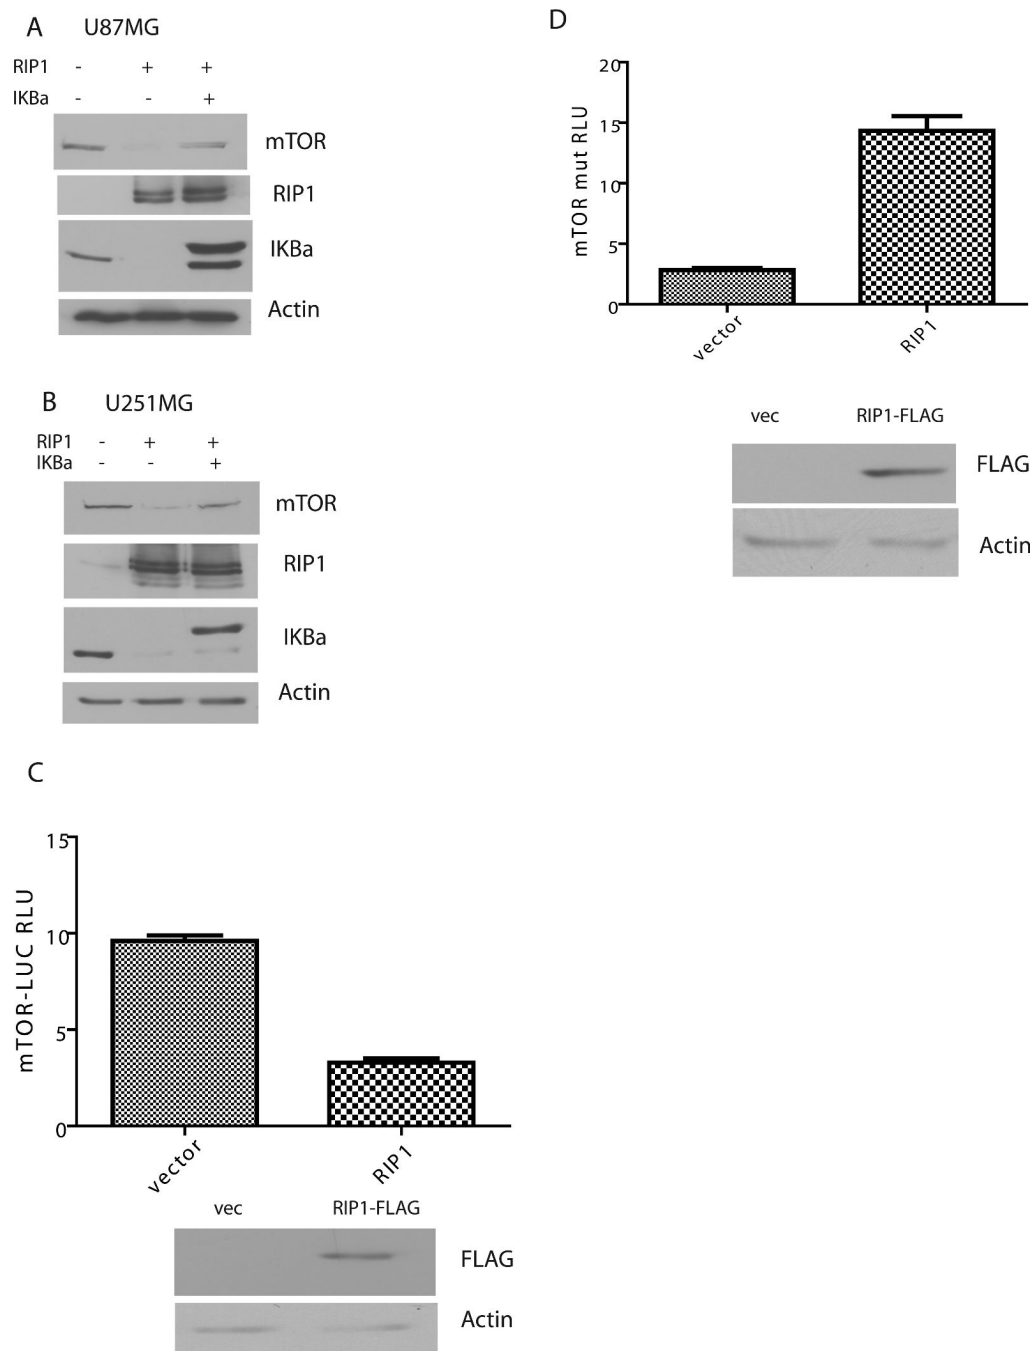 A U87MG
RIP1 - + +
IKBa - - +
mTOR
RIP1
IKBa
Actin
B U251MG
RIP1 - + +
IKBa - - +
mTOR
RIP1
IKBa
Actin
C
mTOR-LUC RLU
15
10
5
0
vector
RIP1
vec RIP1-FLAG
FLAG
Actin
D
mTOR mut RLU
20
15
10
5
0
vector
RIP1
vec RIP1-FLAG
FLAG
Actin